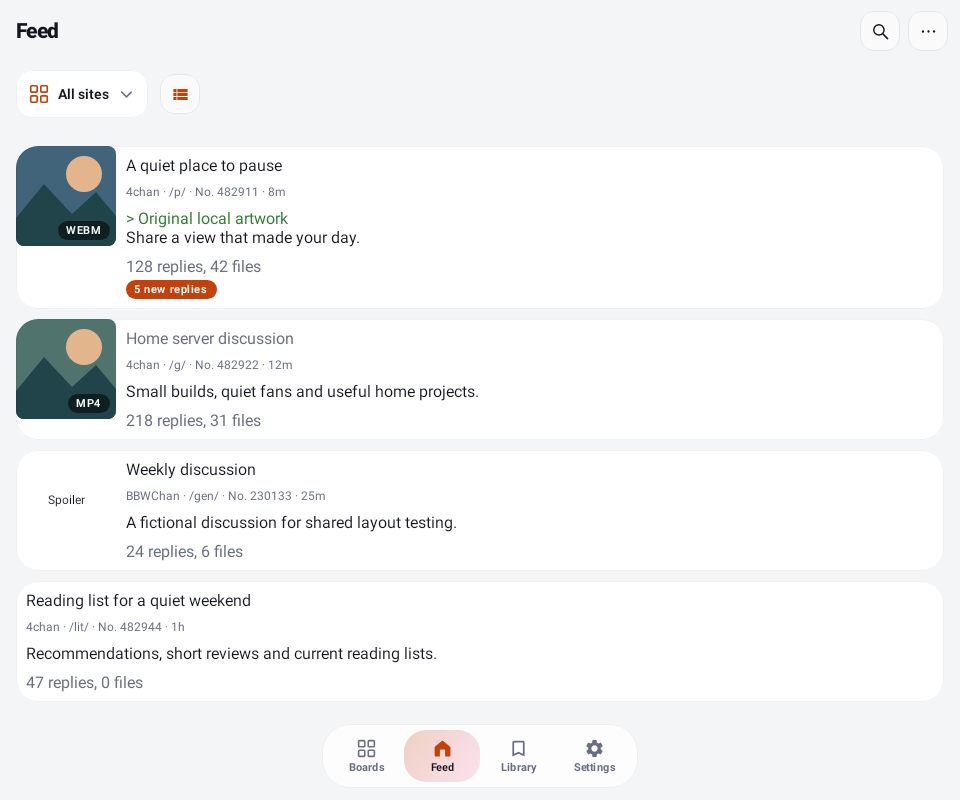 Feed
All sites
A quiet place to pause
4chan · /p/ · No. 482911 · 8m
> Original local artwork
Share a view that made your day.
WEBM
128 replies, 42 files
5 new replies
Home server discussion
4chan · /g/ · No. 482922 · 12m
Small builds, quiet fans and useful home projects.
MP4
218 replies, 31 files
Weekly discussion
BBWChan · /gen/ · No. 230133 · 25m
Spoiler
A fictional discussion for shared layout testing.
24 replies, 6 files
Reading list for a quiet weekend
4chan · /lit/ · No. 482944 · 1h
Recommendations, short reviews and current reading lists.
47 replies, 0 files
Boards
Feed
Library
Settings